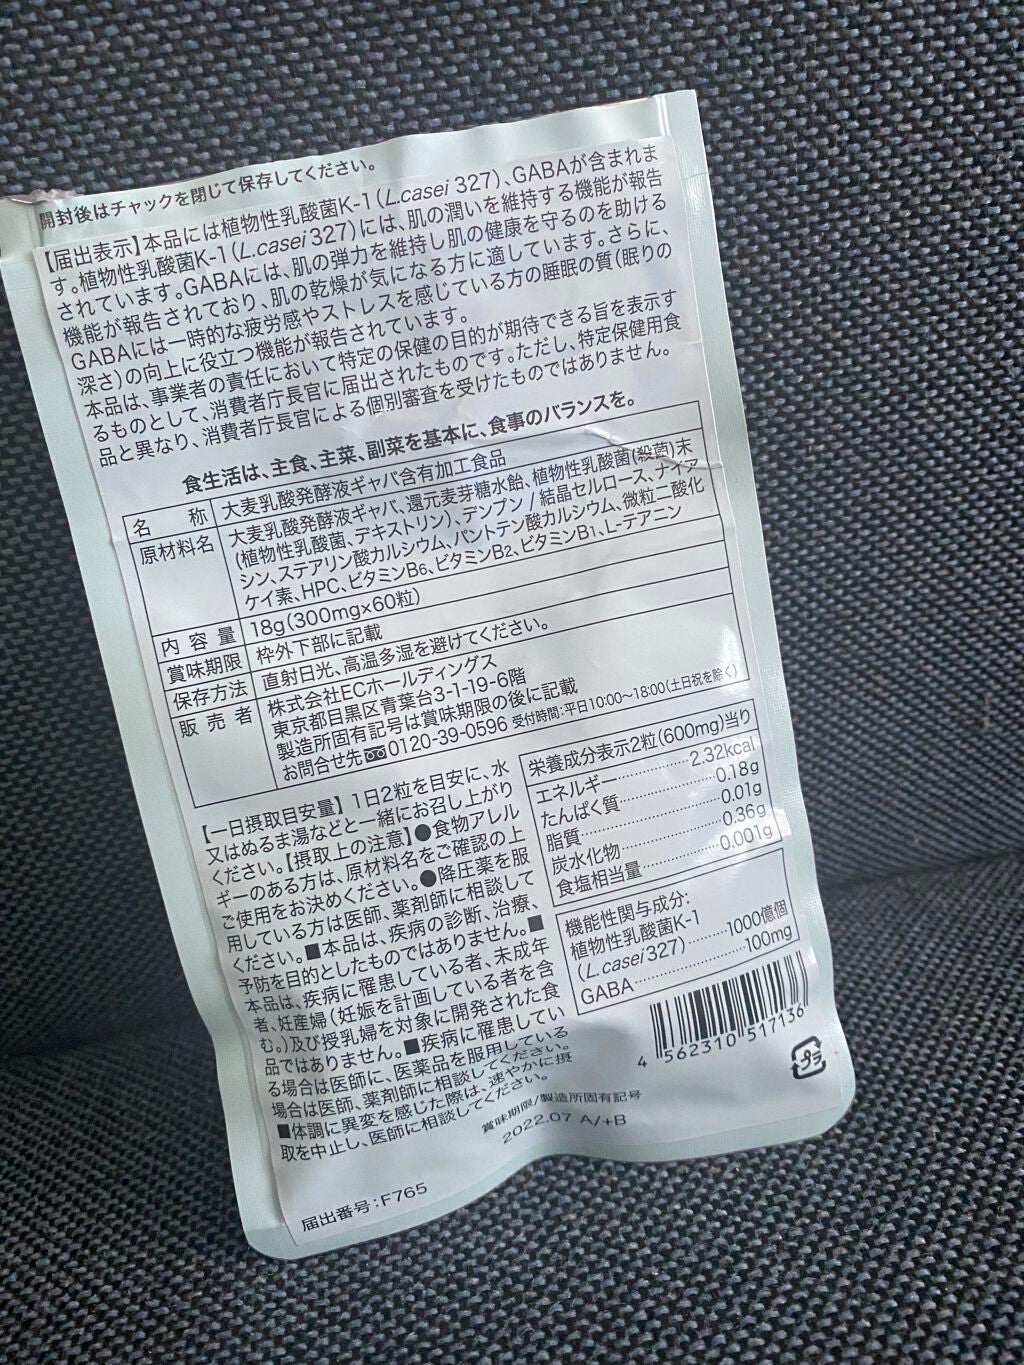 開封後はチャックを閉じて保存してください。
【届出表示】本品には植物性乳酸菌K-1(L.casei 327)、GABAが含まれま
す。植物性乳酸菌K-1(L.casei 327)には、肌の潤いを維持する機能が報告
されています。GABAには、肌の弾力を維持し肌の健康を守るのを助ける
機能が報告されており、肌の乾燥が気になる方に適しています。さらに、
GABAには一時的な疲労感やストレスを感じている方の睡眠の質(眠りの
深さ)の向上に役立つ機能が報告されています。
本品は、事業者の責任において特定の保健の目的が期待できる旨を表示す
るものとして、消費者庁長官に届出されたものです。ただし、特定保健用食
品と異なり、消費者庁長官による個別審査を受けたものではありません。
食生活は、主食、主菜、副菜を基本に、食事のバランスを。
名 称 大麦乳酸発酵液ギャバ含有加工食品
原材料名 大麦乳酸発酵液ギャバ、還元麦芽糖水飴、植物性乳酸菌(殺菌)末
(植物性乳酸菌、デキストリン)、デンプン/結晶セルロース、ナイア
シン、ステアリン酸カルシウム、パントテン酸カルシウム、微粒二酸化
ケイ素、HPC、ビタミンB6、ビタミンB2、ビタミンB1、L-テアニン
内 容 量 18g(300mg×60粒)
賞味期限 枠外下部に記載
保存方法 直射日光、高温多湿を避けてください。
販 売 者 株式会社ECホールディングス
東京都目黒区青葉台3-1-19-6階
製造所固有記号は賞味期限の後に記載
お問合せ先 0120-39-0596 受付時間:平日10:00~18:00(土日祝を除く)
【一日摂取目安量】 1日2粒を目安に、水
又はぬるま湯などと一緒にお召し上がり
ください。【摂取上の注意】●食物アレル
ギーのある方は、原材料名をご確認の上
ご使用をお決めください。●降圧薬を服
用している方は医師、薬剤師に相談して
ください。■本品は、疾病の診断、治療、
予防を目的としたものではありません。■
本品は、疾病に罹患している者、未成年
者、妊産婦(妊娠を計画している者を含
む。)及び授乳婦を対象に開発された食
品ではありません。■疾病に罹患してい
る場合は医師に、医薬品を服用している
場合は医師、薬剤師に相談してください。
■体調に異変を感じた際は、速やかに摂
取を中止し、医師に相談してください。
栄養成分表示2粒(600mg)当り
エネルギー……………2.32kcal
たんぱく質……………0.18g
脂質……………0.01g
炭水化物……………0.36g
食塩相当量……………0.001g
機能性関与成分:
植物性乳酸菌K-1
(L.casei 327)………1000億個
GABA……………100mg
4 562310 517136
プラ
賞味期限/製造所固有記号
2022.07 A/+B
届出番号:F765